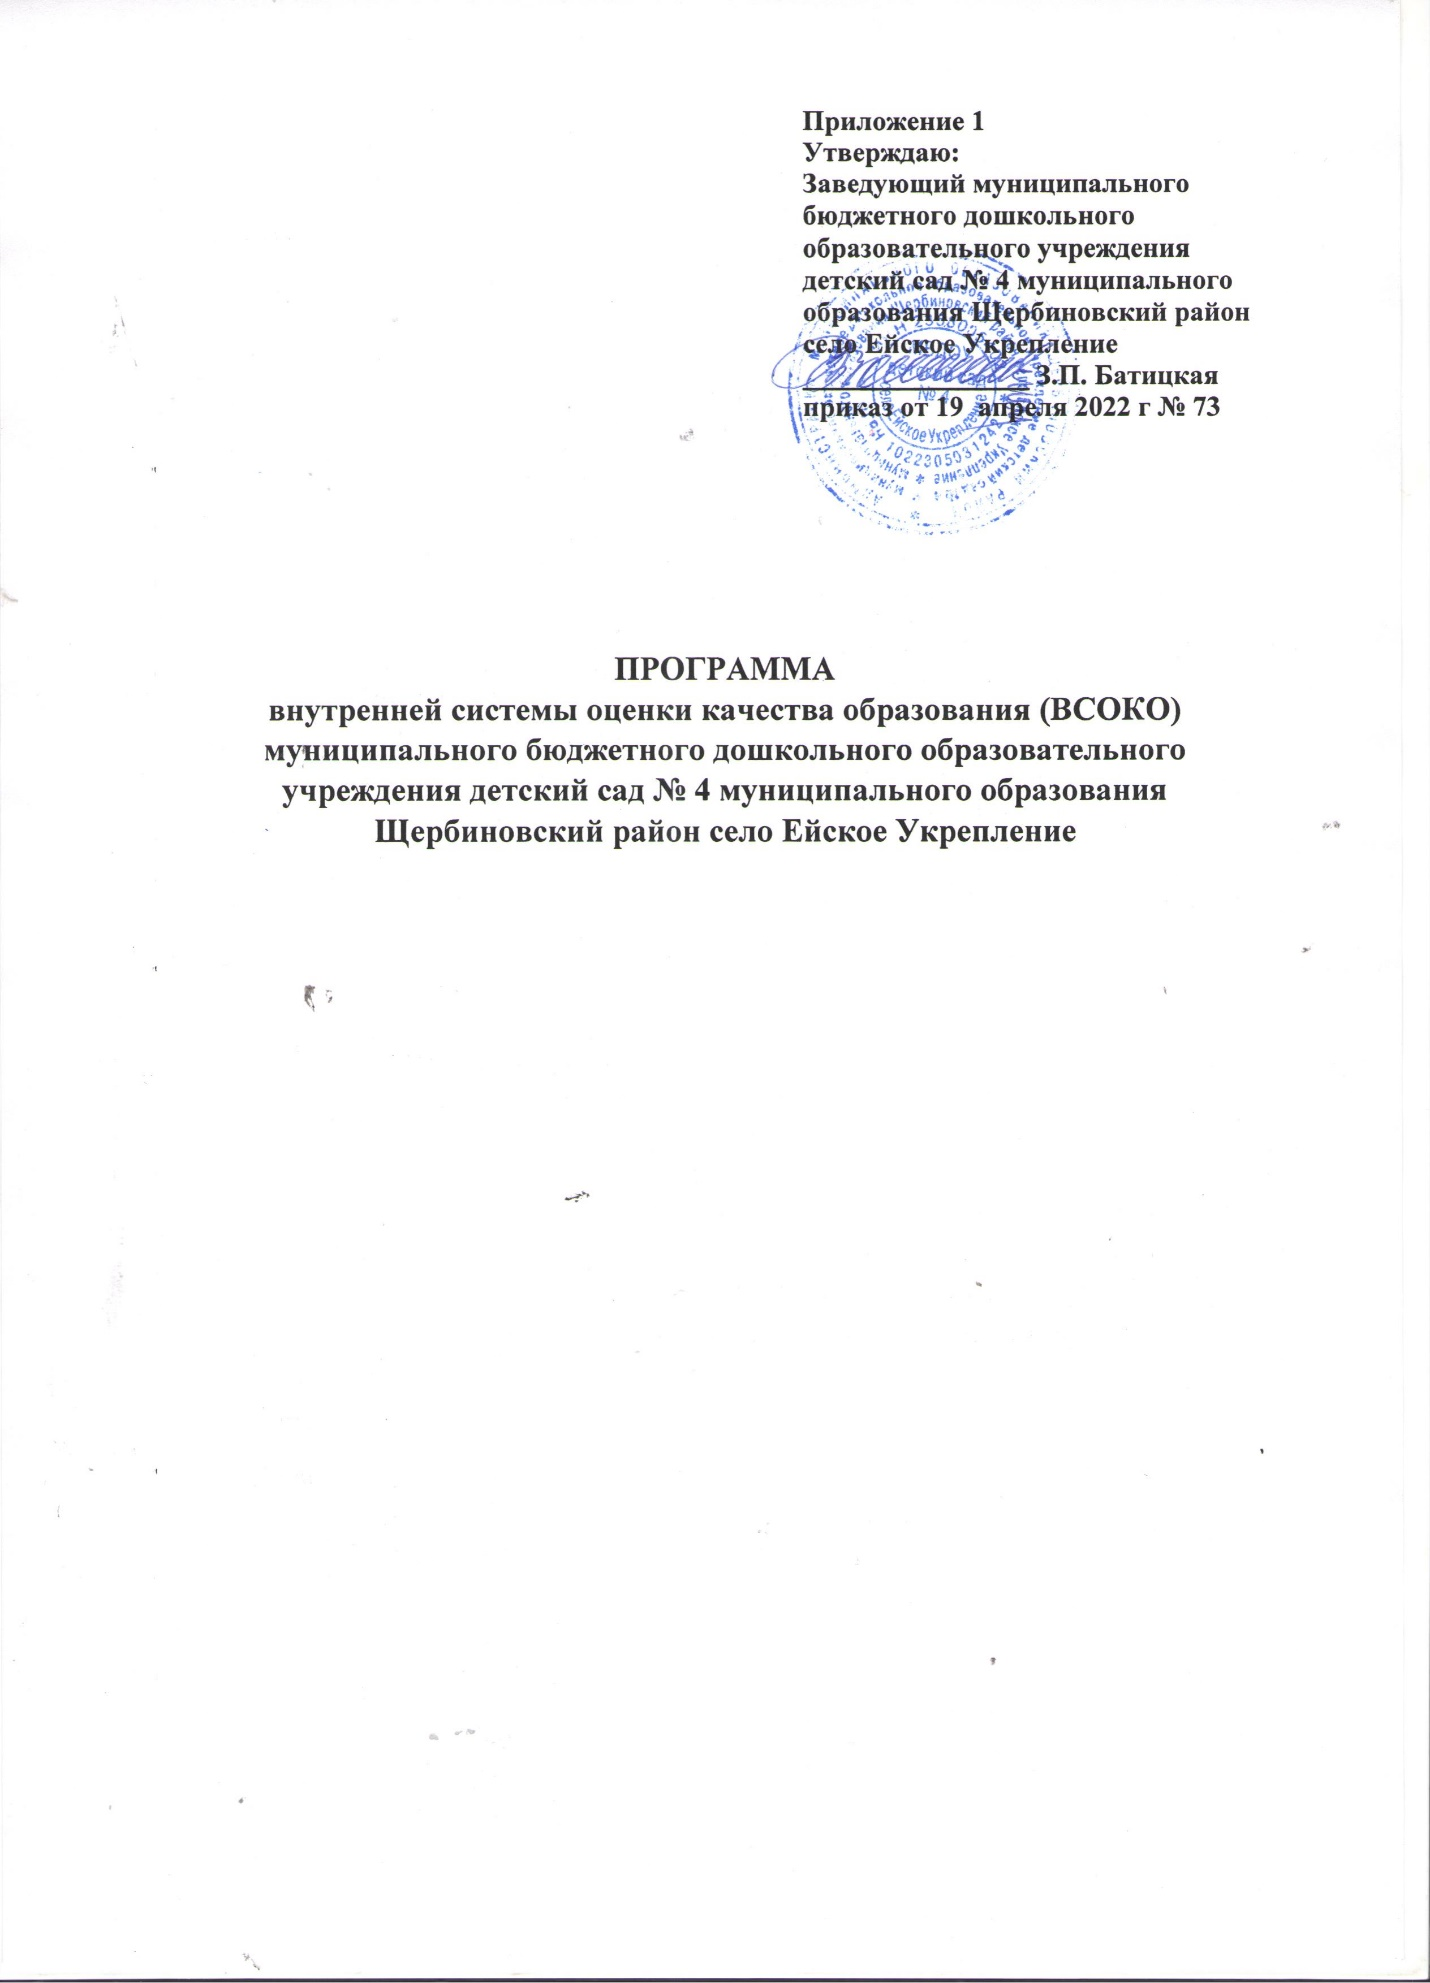 Приложение 1
Утверждаю:
Заведующий муниципального
бюджетного дошкольного
образовательного учреждения
детский сад № 4 муниципального
образования Щербиновский район
село Ейское Укрепление
З.П. Батицкая
приказ от 19 апреля 2022 г № 73
№ 4
ПРОГРАММА
внутренней системы оценки качества образования (ВСОКО)
муниципального бюджетного дошкольного образовательного
учреждения детский сад № 4 муниципального образования
Щербиновский район село Ейское Укрепление